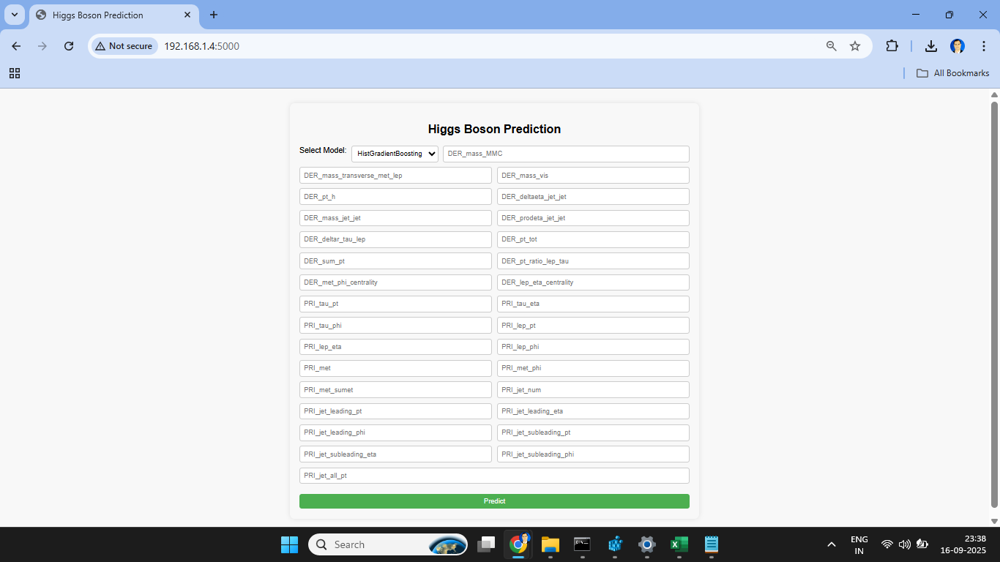 Higgs Boson Prediction
Not secure 192.168.1.4:5000
All Bookmarks
Higgs Boson Prediction
Select Model: HistGradientBoosting DER_mass_MMC
DER_mass_transverse_met_lep DER_mass_vis
DER_pt_h DER_deltaeta_jet_jet
DER_mass_jet_jet DER_prodeta_jet_jet
DER_deltar_tau_lep DER_pt_tot
DER_sum_pt DER_pt_ratio_lep_tau
DER_met_phi_centrality DER_lep_eta_centrality
PRI_tau_pt PRI_tau_eta
PRI_tau_phi PRI_lep_pt
PRI_lep_eta PRI_lep_phi
PRI_met PRI_met_phi
PRI_met_sumet PRI_jet_num
PRI_jet_leading_pt PRI_jet_leading_eta
PRI_jet_leading_phi PRI_jet_subleading_pt
PRI_jet_subleading_eta PRI_jet_subleading_phi
PRI_jet_all_pt
Predict
Search
ENG
IN
23:38
16-09-2025